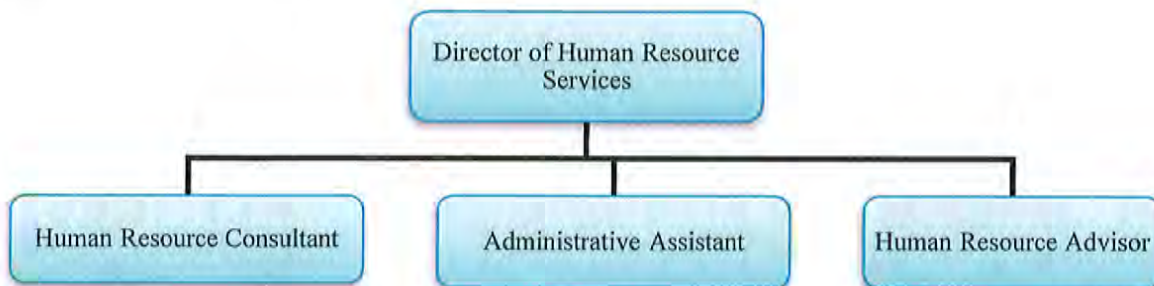 Director of Human Resource
Services
Human Resource Consultant
Administrative Assistant
Human Resource Advisor